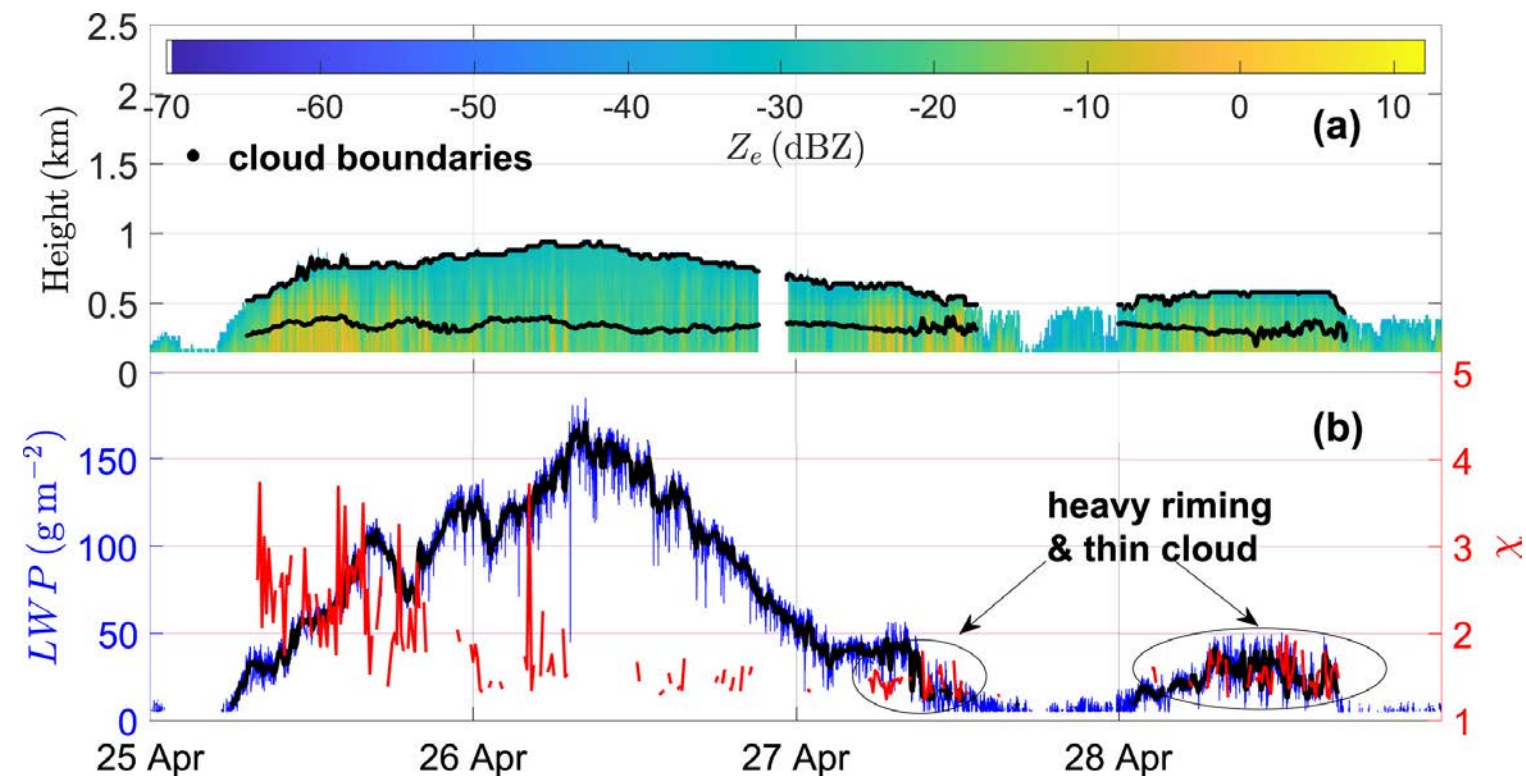 2.5
2
1.5
1
0.5
0
Height (km)
-70 -60 -50 -40 -30 -20 -10 0 10
Z_e (dBZ)
(a)
cloud boundaries
LWP (g m−2)
150
100
50
0
5
4
3
2
1
χ
(b)
heavy riming
& thin cloud
25 Apr 26 Apr 27 Apr 28 Apr